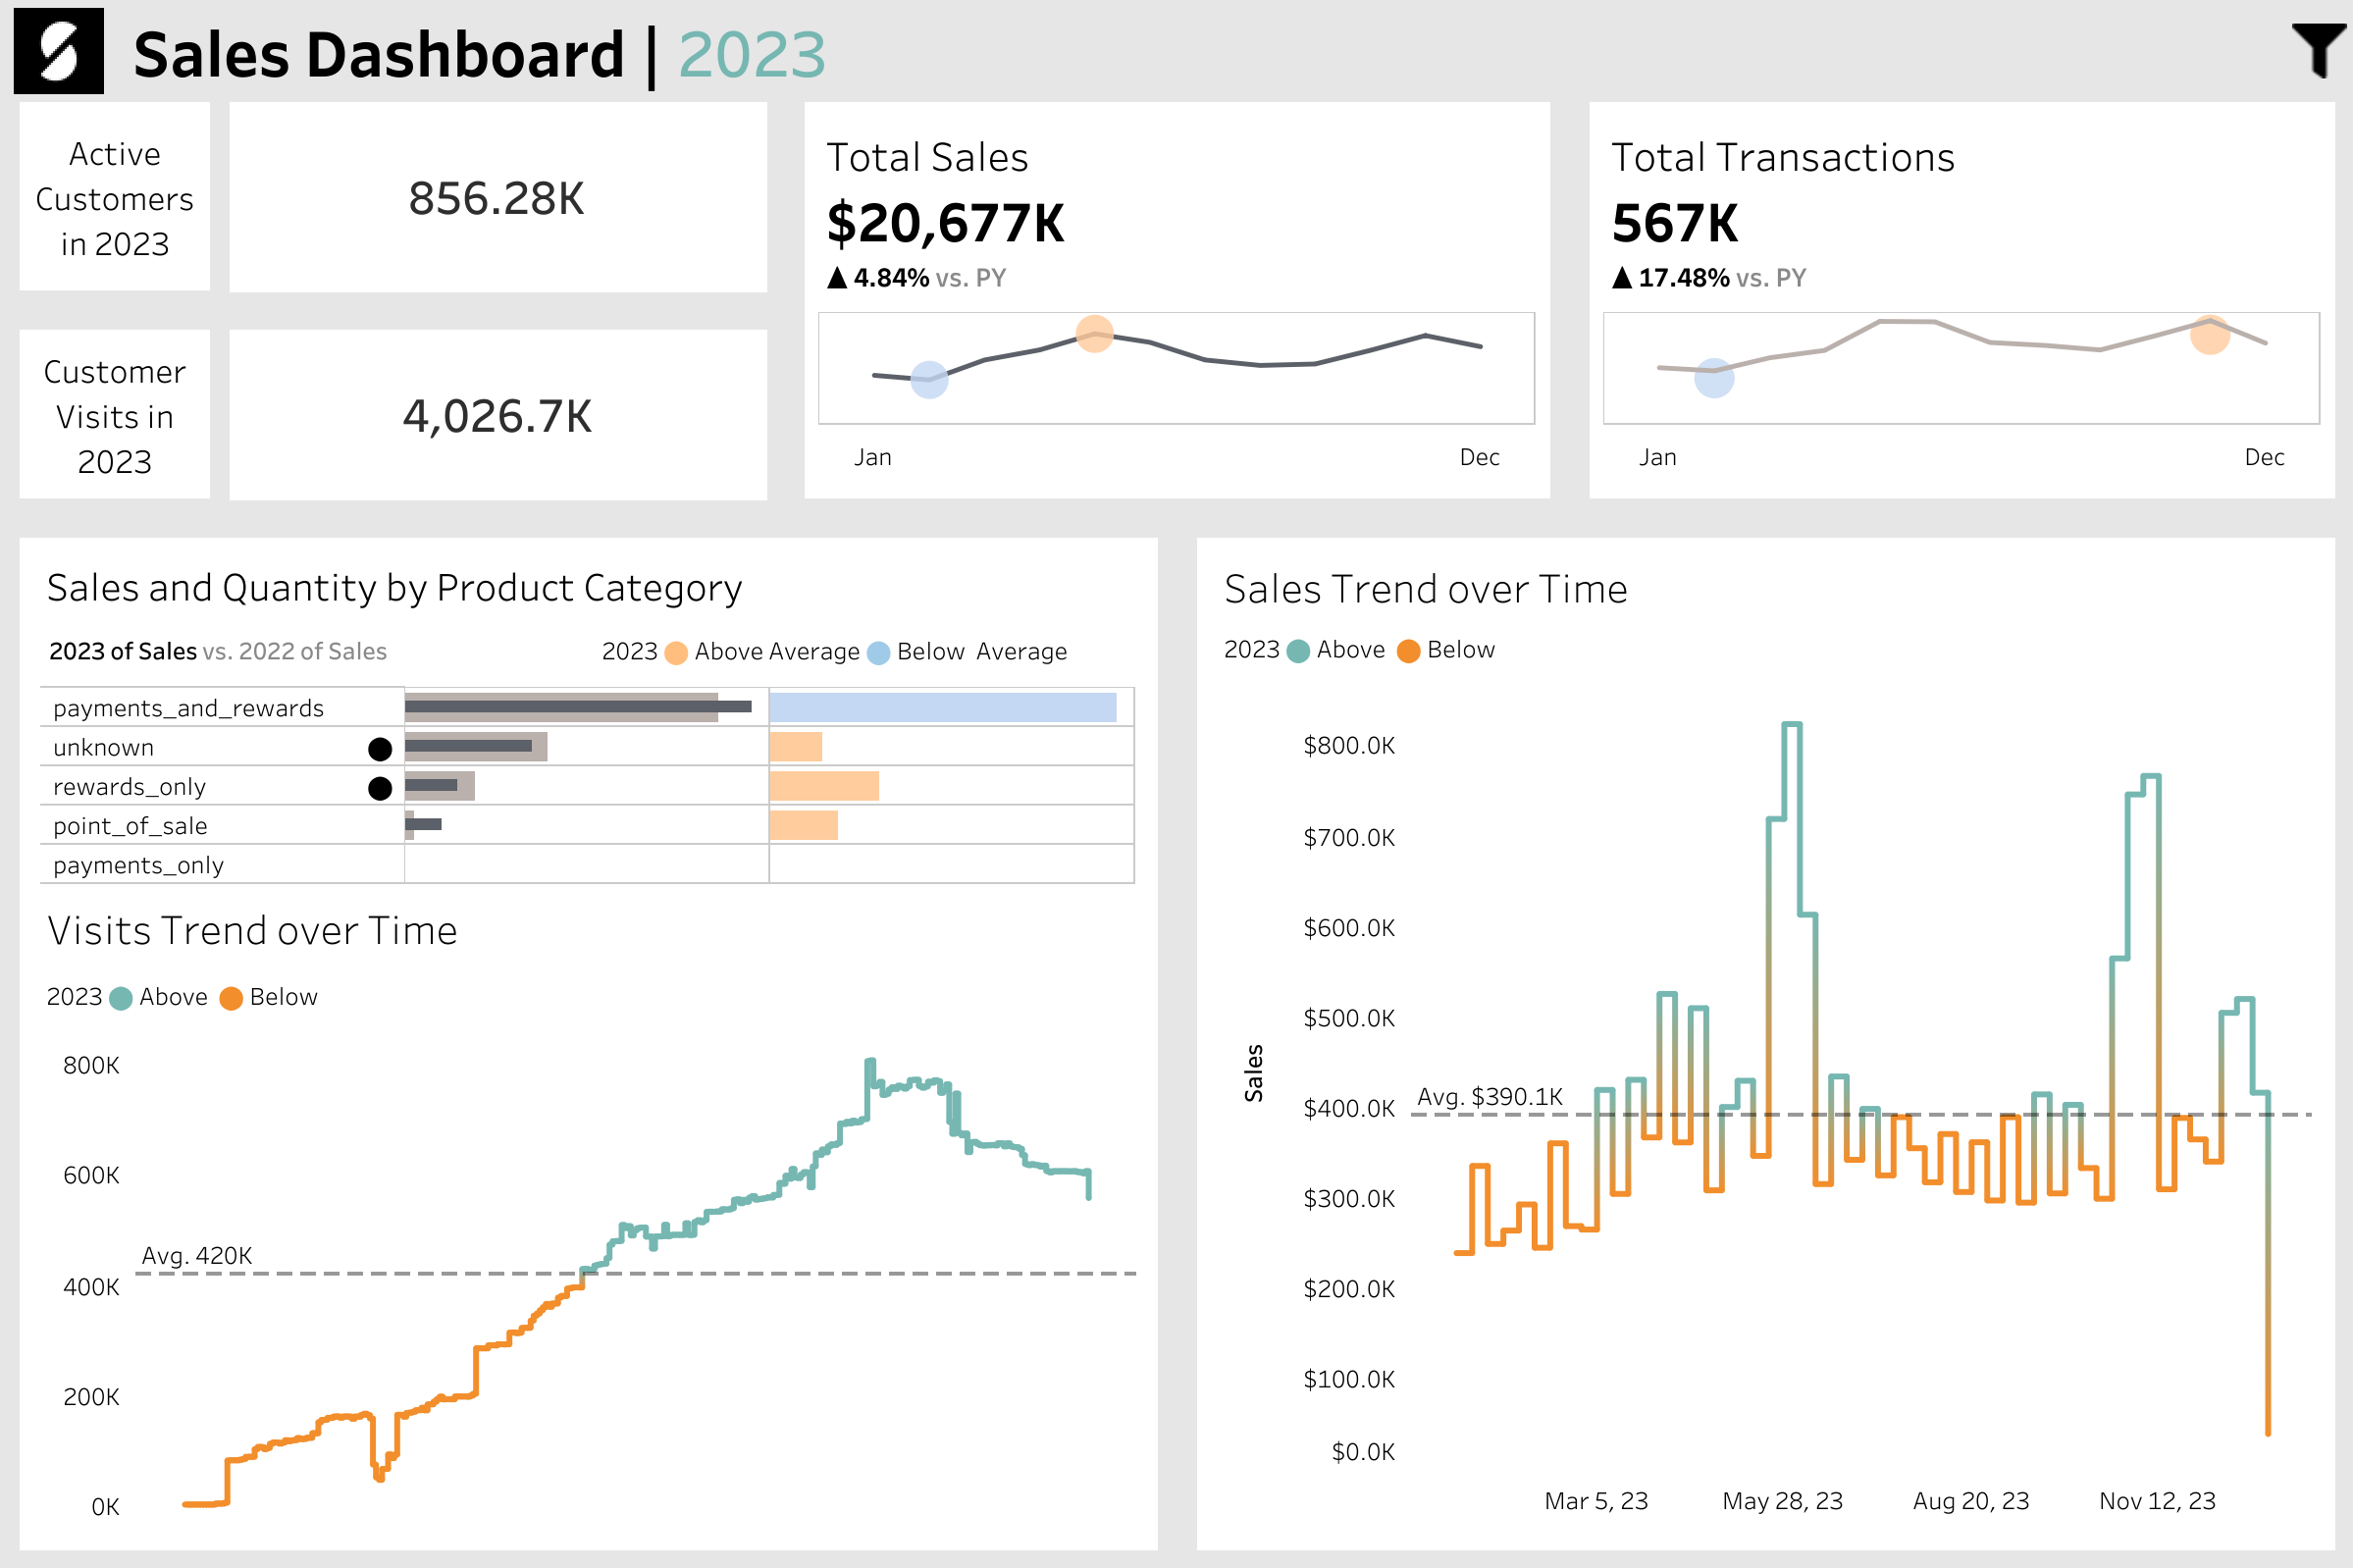 Sales Dashboard | 2023
Active
Customers
in 2023
856.28K
Customer
Visits in
2023
4,026.7K
Total Sales
$20,677K
▲ 4.84% vs. PY
Jan
Dec
Total Transactions
567K
▲ 17.48% vs. PY
Jan
Dec
Sales and Quantity by Product Category
2023 of Sales vs. 2022 of Sales
2023 Above Average Below Average
payments_and_rewards
unknown
rewards_only
point_of_sale
payments_only
Visits Trend over Time
2023 Above Below
800K
600K
Avg. 420K
400K
200K
0K
Sales Trend over Time
2023 Above Below
Sales
$800.0K
$700.0K
$600.0K
$500.0K
Avg. $390.1K
$400.0K
$300.0K
$200.0K
$100.0K
$0.0K
Mar 5, 23
May 28, 23
Aug 20, 23
Nov 12, 23